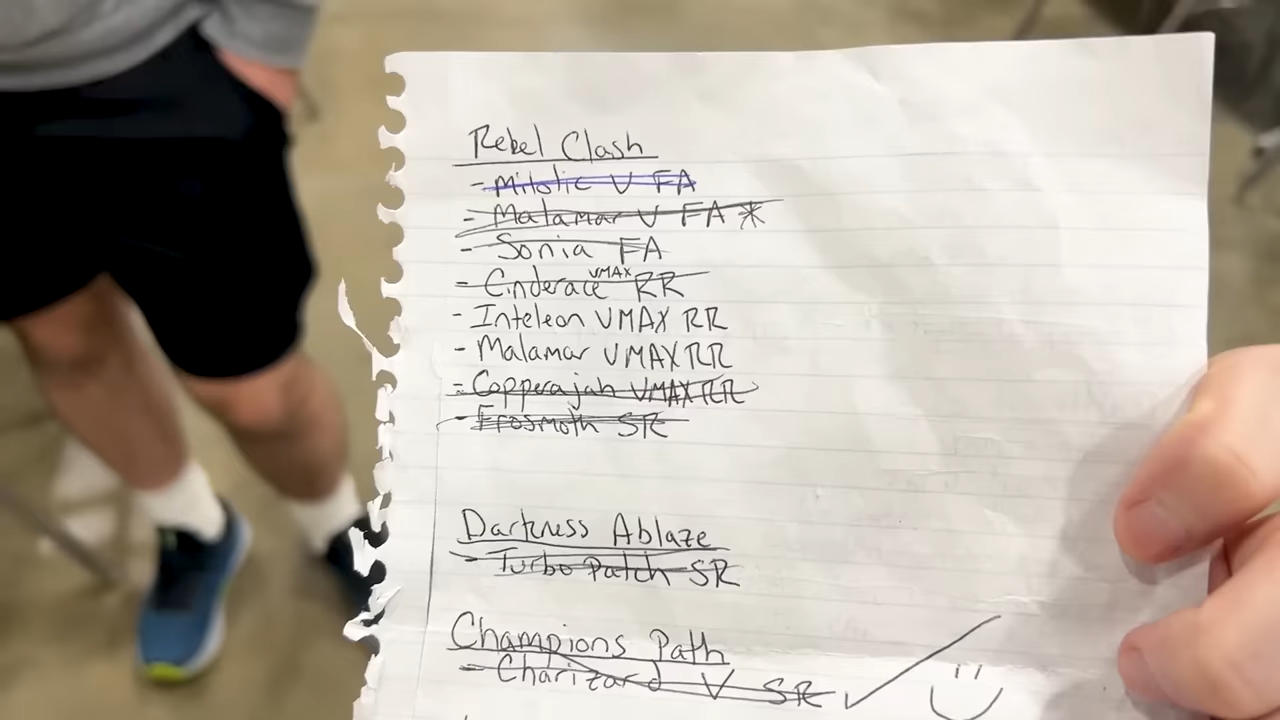 Rebel Clash
- Milotic V FA
- Malamar V FA *
- Sonia FA
- Cinderace VMAX RR
- Inteleon VMAX RR
- Malamar VMAX RR
- Copperajah VMAX RR
- Frosmoth SR
Darkness Ablaze
- Turbo Patch SR
Champions Path
- Charizard V SR